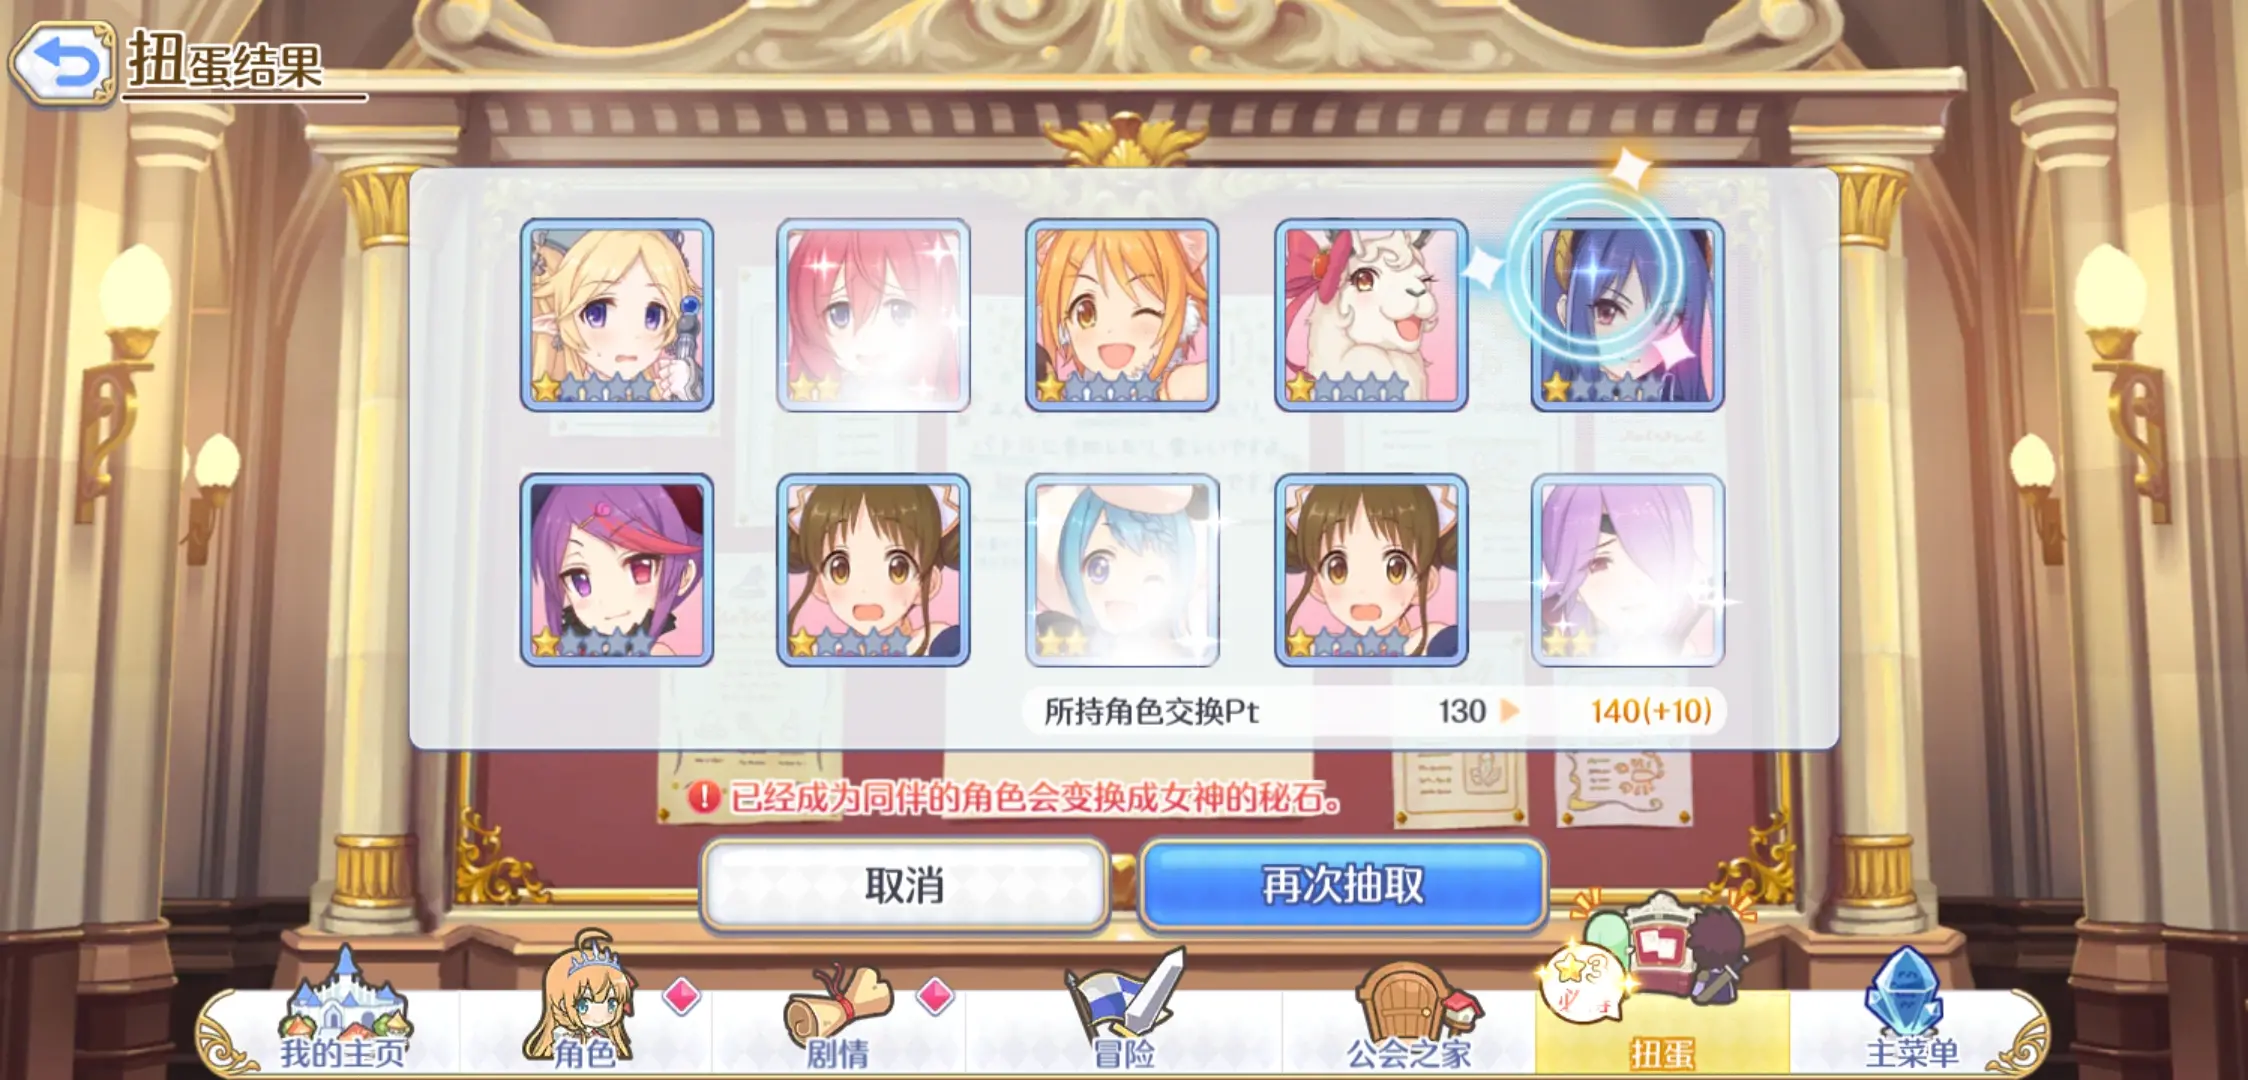 扭蛋结果
所持角色交换Pt 130 140(+10)
已经成为同伴的角色会变换成女神的秘石。
取消
再次抽取
我的主页
角色
剧情
冒险
公会之家
扭蛋
主菜单